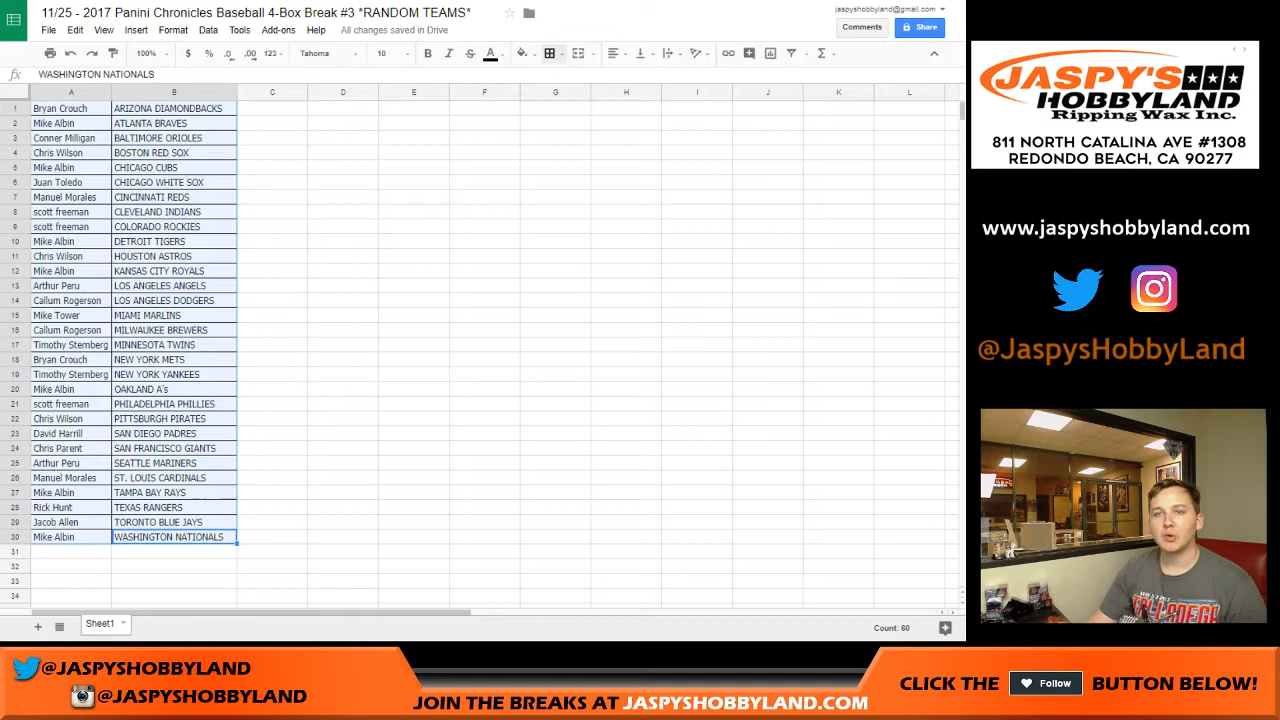 11/25 - 2017 Panini Chronicles Baseball 4-Box Break #3 *RANDOM TEAMS*
jaspyshobbyland@gmail.com
File Edit View Insert Format Data Tools Add-ons Help All changes saved in Drive
Comments Share
100% $ % .0 .00 123 Tahoma 10 B I A
fx WASHINGTON NATIONALS
A B C D E F G H I J K L
1 Bryan Crouch ARIZONA DIAMONDBACKS
2 Mike Albin ATLANTA BRAVES
3 Conner Milligan BALTIMORE ORIOLES
4 Chris Wilson BOSTON RED SOX
5 Mike Albin CHICAGO CUBS
6 Juan Toledo CHICAGO WHITE SOX
7 Manuel Morales CINCINNATI REDS
8 scott freeman CLEVELAND INDIANS
9 scott freeman COLORADO ROCKIES
10 Mike Albin DETROIT TIGERS
11 Chris Wilson HOUSTON ASTROS
12 Mike Albin KANSAS CITY ROYALS
13 Arthur Peru LOS ANGELES ANGELS
14 Callum Rogerson LOS ANGELES DODGERS
15 Mike Tower MIAMI MARLINS
16 Callum Rogerson MILWAUKEE BREWERS
17 Timothy Sternberg MINNESOTA TWINS
18 Bryan Crouch NEW YORK METS
19 Timothy Sternberg NEW YORK YANKEES
20 Mike Albin OAKLAND A's
21 scott freeman PHILADELPHIA PHILLIES
22 Chris Wilson PITTSBURGH PIRATES
23 David Harrill SAN DIEGO PADRES
24 Chris Parent SAN FRANCISCO GIANTS
25 Arthur Peru SEATTLE MARINERS
26 Manuel Morales ST. LOUIS CARDINALS
27 Mike Albin TAMPA BAY RAYS
28 Rick Hunt TEXAS RANGERS
29 Jacob Allen TORONTO BLUE JAYS
30 Mike Albin WASHINGTON NATIONALS
31
32
33
34
Sheet1
Count: 60
JASPY'S
HOBBYLAND
Ripping Wax Inc.
811 NORTH CATALINA AVE #1308
REDONDO BEACH, CA 90277
www.jaspyshobbyland.com
@JaspysHobbyLand
TALLADEGA
@JASPYSHOBBYLAND
@JASPYSHOBBYLAND
JOIN THE BREAKS AT JASPYSHOBBYLAND.COM
CLICK THE Follow BUTTON BELOW!